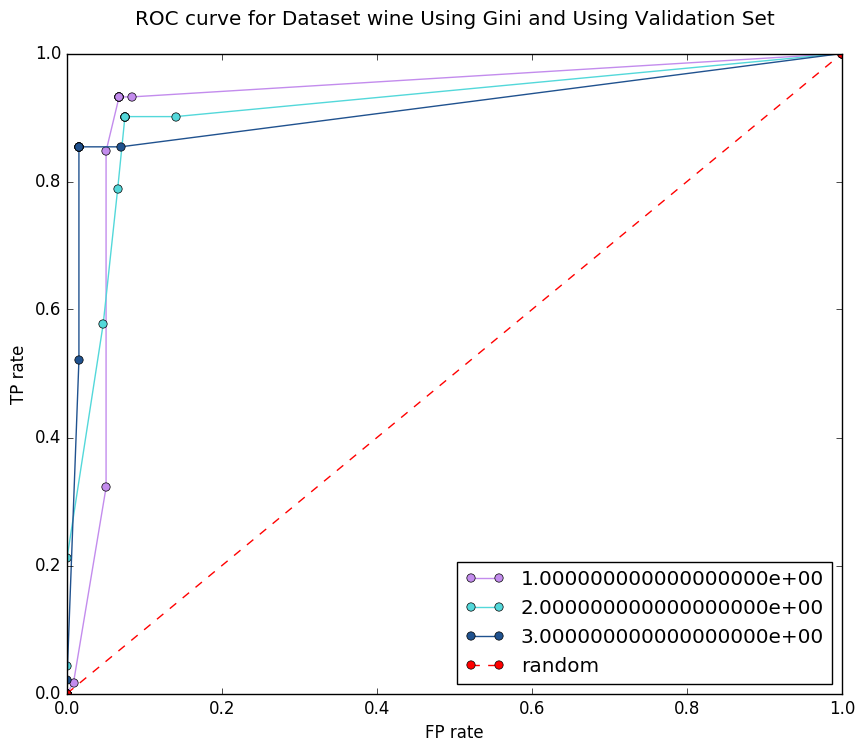 ROC curve for Dataset wine Using Gini and Using Validation Set
1.0
0.8
0.6
0.4
0.2
0.0
TP rate
0.0 0.2 0.4 0.6 0.8 1.0
FP rate
1.000000000000000000e+00
2.000000000000000000e+00
3.000000000000000000e+00
random